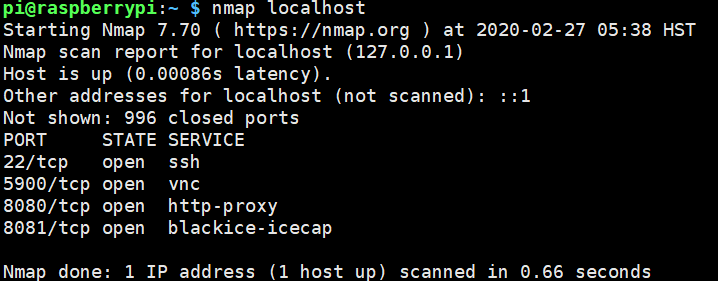 pi@raspberrypi:~ $ nmap localhost
Starting Nmap 7.70 ( https://nmap.org ) at 2020-02-27 05:38 HST
Nmap scan report for localhost (127.0.0.1)
Host is up (0.00086s latency).
Other addresses for localhost (not scanned): ::1
Not shown: 996 closed ports
PORT     STATE SERVICE
22/tcp   open  ssh
5900/tcp open  vnc
8080/tcp open  http-proxy
8081/tcp open  blackice-icecap
Nmap done: 1 IP address (1 host up) scanned in 0.66 seconds